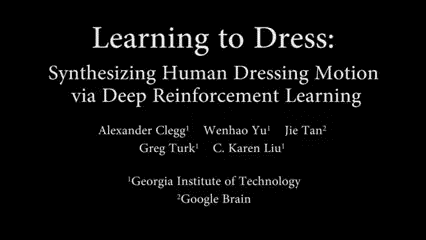 Learning to Dress:
Synthesizing Human Dressing Motion
via Deep Reinforcement Learning
Alexander Clegg¹ Wenhao Yu¹ Jie Tan²
Greg Turk¹ C. Karen Liu¹
¹Georgia Institute of Technology
²Google Brain